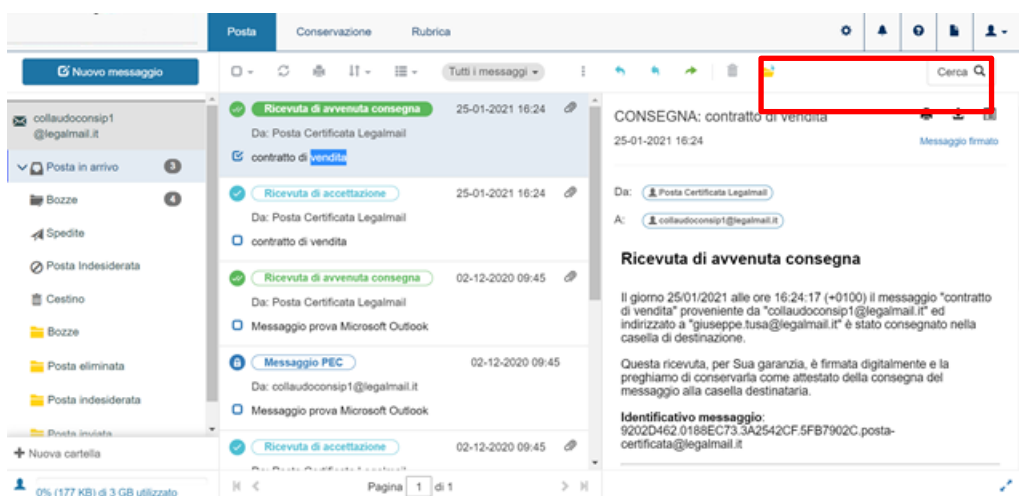 Posta Conservazione Rubrica
Nuovo messaggio
Tutti i messaggi
Cerca
collaudoconsip1
@legalmail.it
Posta in arrivo 3
Bozze 4
Spedite
Posta Indesiderata
Cestino
Bozze
Posta eliminata
Posta indesiderata
Posta inviata
Nuova cartella
0% (177 KB) di 3 GB utilizzato
Ricevuta di avvenuta consegna 25-01-2021 16:24
Da: Posta Certificata Legalmail
contratto di vendita
Ricevuta di accettazione 25-01-2021 16:24
Da: Posta Certificata Legalmail
contratto di vendita
Ricevuta di avvenuta consegna 02-12-2020 09:45
Da: Posta Certificata Legalmail
Messaggio prova Microsoft Outlook
Messaggio PEC 02-12-2020 09:45
Da: collaudoconsip1@legalmail.it
Messaggio prova Microsoft Outlook
Ricevuta di accettazione 02-12-2020 09:45
Da: Posta Certificata Legalmail
Pagina 1 di 1
CONSEGNA: contratto di vendita
25-01-2021 16:24
Messaggio firmato
Da: Posta Certificata Legalmail
A: collaudoconsip1@legalmail.it
Ricevuta di avvenuta consegna
Il giorno 25/01/2021 alle ore 16:24:17 (+0100) il messaggio "contratto
di vendita" proveniente da "collaudoconsip1@legalmail.it" ed
indirizzato a "giuseppe.tusa@legalmail.it" è stato consegnato nella
casella di destinazione.
Questa ricevuta, per Sua garanzia, è firmata digitalmente e la
preghiamo di conservarla come attestato della consegna del
messaggio alla casella destinataria.
Identificativo messaggio:
9202D462.0188EC73.3A2542CF.5FB7902C.posta-
certificata@legalmail.it